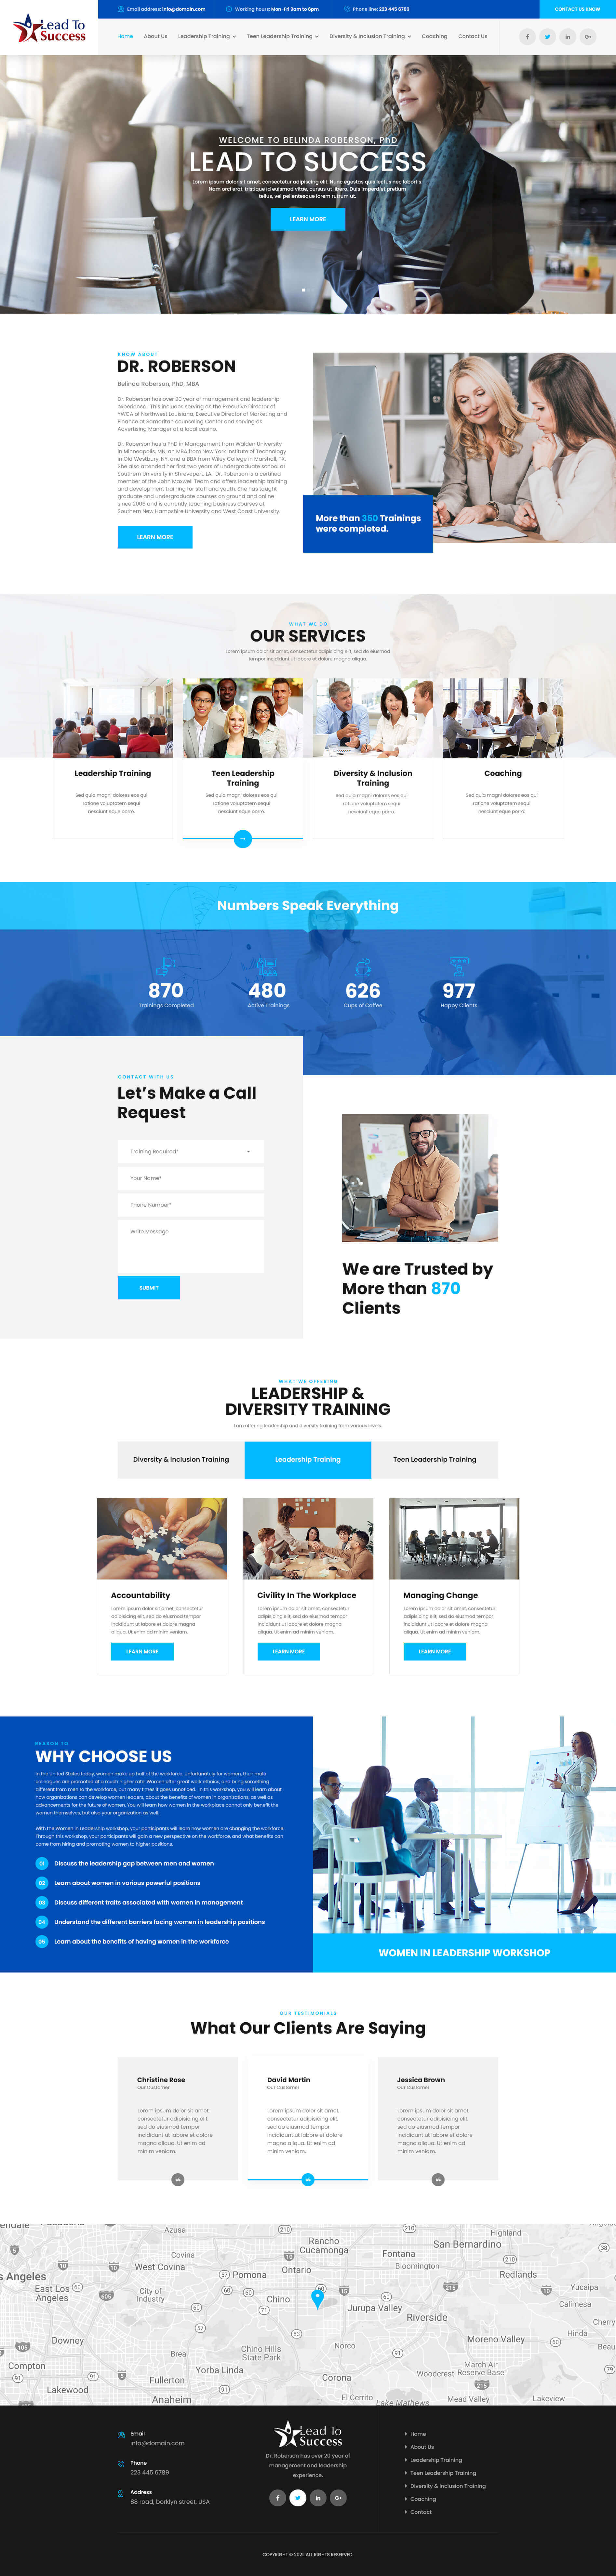 Lead To
Success
Email address: info@domain.com
Working hours: Mon-Fri 9am to 5pm
Phone line: 223 445 6789
CONTACT US KNOW
Home
About Us
Leadership Training
Teen Leadership Training
Diversity & Inclusion Training
Coaching
Contact Us
WELCOME TO BELINDA ROBERSON, PhD
LEAD TO SUCCESS
Lorem ipsum dolor sit amet, consectetur adipiscing elit. Nunc egestas quis lectus nec lobortis.
Nam orci erat, tristique id euismod vitae, cursus ut libero. Duis imperdiet pretium
tellus, vel pellentesque lorem rutrum ut.
LEARN MORE
KNOW ABOUT
DR. ROBERSON
Belinda Roberson, PhD, MBA
Dr. Roberson has over 20 year of management and leadership
experience. This includes serving as the Executive Director of
YWCA of Northwest Louisiana, Executive Director of Marketing and
Finance at Samaritan counseling Center and serving as
Advertising Manager at a local casino.
Dr. Roberson has a PhD in Management from Walden University
in Minneapolis, MN, an MBA from New York Institute of Technology
in Old Westbury, NY, and a BBA from Wiley College in Marshall, TX.
She also attended her first two years of undergraduate school at
Southern University in Shreveport, LA. Dr. Roberson is a certified
member of the John Maxwell Team and offers leadership training
and development training for staff and youth. She has taught
graduate and undergraduate courses on ground and online
since 2006 and is currently teaching business courses at
Southern New Hampshire University and West Coast University.
LEARN MORE
More than 350 Trainings
were completed.
WHAT WE DO
OUR SERVICES
Lorem ipsum dolor sit amet, consectetur adipisicing elit, sed do eiusmod
tempor incididunt ut labore et dolore magna aliqua.
Leadership Training
Sed quia magni dolores eos qui
ratione voluptatem sequi
nesciunt eque porro.
Teen Leadership
Training
Sed quia magni dolores eos qui
ratione voluptatem sequi
nesciunt eque porro.
Diversity & Inclusion
Training
Sed quia magni dolores eos qui
ratione voluptatem sequi
nesciunt eque porro.
Coaching
Sed quia magni dolores eos qui
ratione voluptatem sequi
nesciunt eque porro.
Numbers Speak Everything
870
Trainings Completed
480
Active Trainings
626
Cups of Coffee
977
Happy Clients
CONTACT WITH US
Let's Make a Call
Request
Training Required*
Your Name*
Phone Number*
Write Message
SUBMIT
We are Trusted by
More than 870
Clients
WHAT WE OFFERING
LEADERSHIP &
DIVERSITY TRAINING
I am offering leadership and diversity training from various levels.
Diversity & Inclusion Training
Leadership Training
Teen Leadership Training
Accountability
Lorem ipsum dolor sit amet, consectetur
adipisicing elit, sed do eiusmod tempor
incididunt ut labore et dolore magna
aliqua. Ut enim ad minim veniam.
LEARN MORE
Civility In The Workplace
Lorem ipsum dolor sit amet, consectetur
adipisicing elit, sed do eiusmod tempor
incididunt ut labore et dolore magna
aliqua. Ut enim ad minim veniam.
LEARN MORE
Managing Change
Lorem ipsum dolor sit amet, consectetur
adipisicing elit, sed do eiusmod tempor
incididunt ut labore et dolore magna
aliqua. Ut enim ad minim veniam.
LEARN MORE
REASON TO
WHY CHOOSE US
In the United States today, women make up half of the workforce. Unfortunately for women, their male
colleagues are promoted at a much higher rate. Women offer great work ethics, and bring something
different from men to the workforce, but many times it goes unnoticed. In this workshop, you will learn about
how organizations can develop women leaders, about the benefits of women in organizations, as well as
advancements for the future of women. You will learn how women in the workplace cannot only benefit the
women themselves, but also your organization as well.
With the Women in Leadership workshop, your participants will learn how women are changing the workforce.
Through this workshop, your participants will gain a new perspective on the workforce, and what benefits can
come from hiring and promoting women to higher positions.
01 Discuss the leadership gap between men and women
02 Learn about women in various powerful positions
03 Discuss different traits associated with women in management
04 Understand the different barriers facing women in leadership positions
05 Learn about the benefits of having women in the workforce
WOMEN IN LEADERSHIP WORKSHOP
OUR TESTIMONIALS
What Our Clients Are Saying
Christine Rose
Our Customer
Lorem ipsum dolor sit amet,
consectetur adipisicing elit,
sed do eiusmod tempor
incididunt ut labore et dolore
magna aliqua. Ut enim ad
minim veniam.
David Martin
Our Customer
Lorem ipsum dolor sit amet,
consectetur adipisicing elit,
sed do eiusmod tempor
incididunt ut labore et dolore
magna aliqua. Ut enim ad
minim veniam.
Jessica Brown
Our Customer
Lorem ipsum dolor sit amet,
consectetur adipisicing elit,
sed do eiusmod tempor
incididunt ut labore et dolore
magna aliqua. Ut enim ad
minim veniam.
Azusa
210
Rancho
Cucamonga
210
Highland
San Bernardino
Covina
West Covina
57
Pomona
Ontario
Fontana
Bloomington
210
Redlands
38
s Angeles
East Los
Angeles
60
City of
Industry
60
60
Chino
71
60
Jurupa Valley
60
Riverside
Yucaipa
Calimesa
Cherry
57
83
Hinda
Beau
Downey
Brea
Chino Hills
State Park
Norco
91
Moreno Valley
60
Compton
91
Lakewood
91
Fullerton
Yorba Linda
91
Corona
Woodcrest
March Air
Reserve Base
215
79
Anaheim
El Cerrito
Lake Mathews
Mead Valley
Lakeview
Email
info@domain.com
Phone
223 445 6789
Address
88 road, borklyn street, USA
Lead To
Success
Dr. Roberson has over 20 year of
management and leadership
experience.
Home
About Us
Leadership Training
Teen Leadership Training
Diversity & Inclusion Training
Coaching
Contact
COPYRIGHT © 2021. ALL RIGHTS RESERVED.